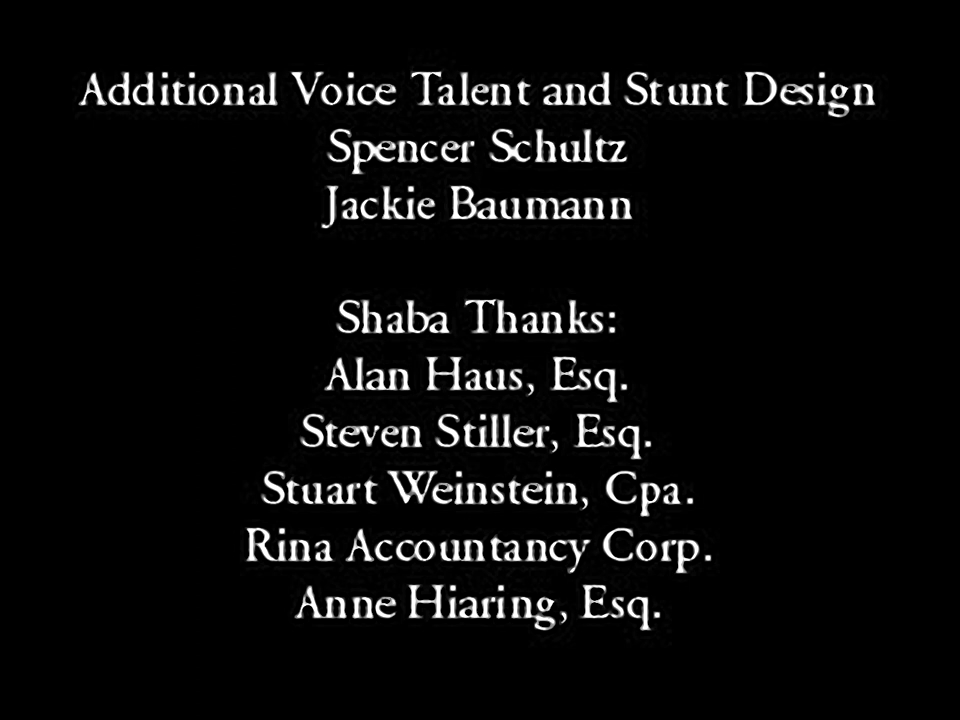 Additional Voice Talent and Stunt Design
Spencer Schultz
Jackie Baumann
Shaba Thanks:
Alan Haus, Esq.
Steven Stiller, Esq.
Stuart Weinstein, Cpa.
Rina Accountancy Corp.
Anne Hiaring, Esq.